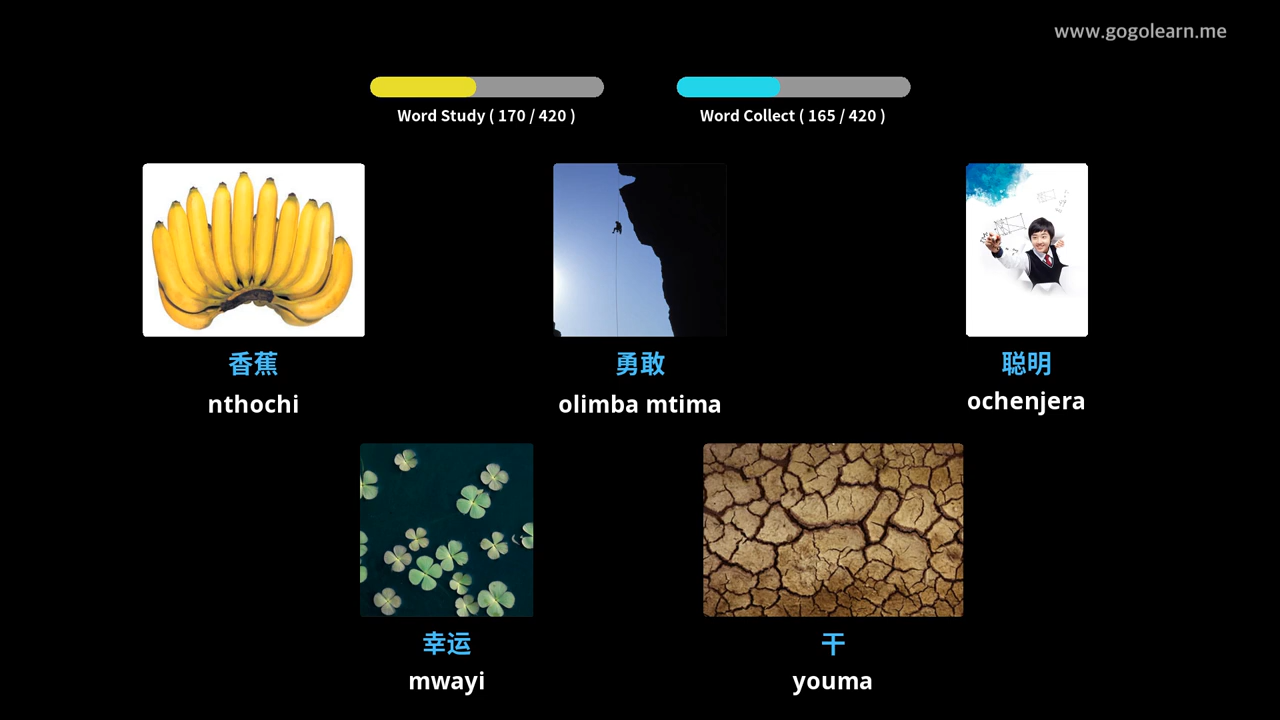 www.gogolearn.me
Word Study ( 170 / 420 )
Word Collect ( 165 / 420 )
香蕉
nthochi
勇敢
olimba mtima
聪明
ochenjera
幸运
mwayi
干
youma